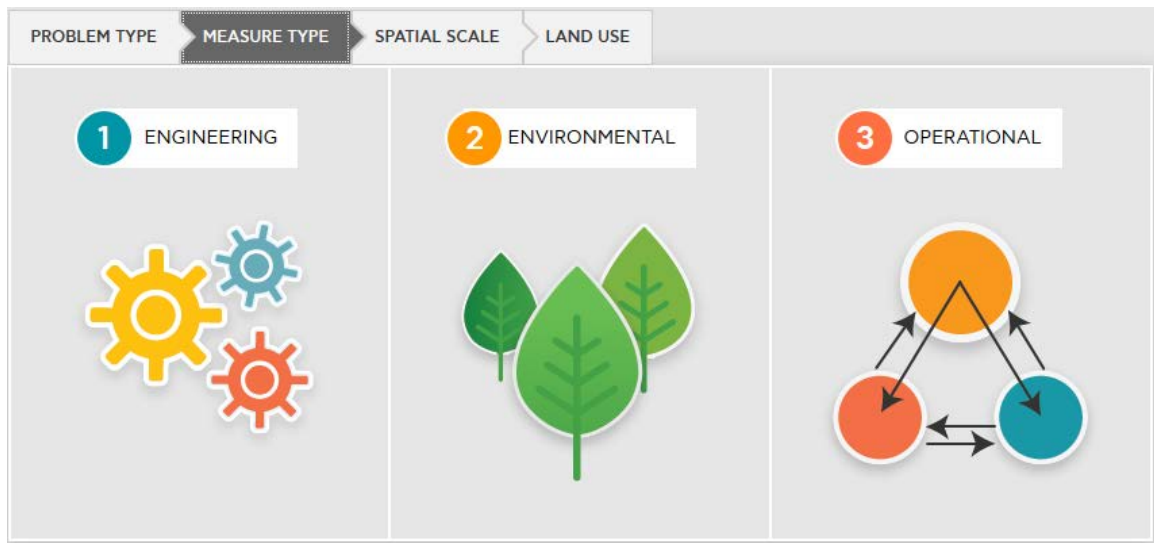 PROBLEM TYPE
MEASURE TYPE
SPATIAL SCALE
LAND USE
1 ENGINEERING
2 ENVIRONMENTAL
3 OPERATIONAL